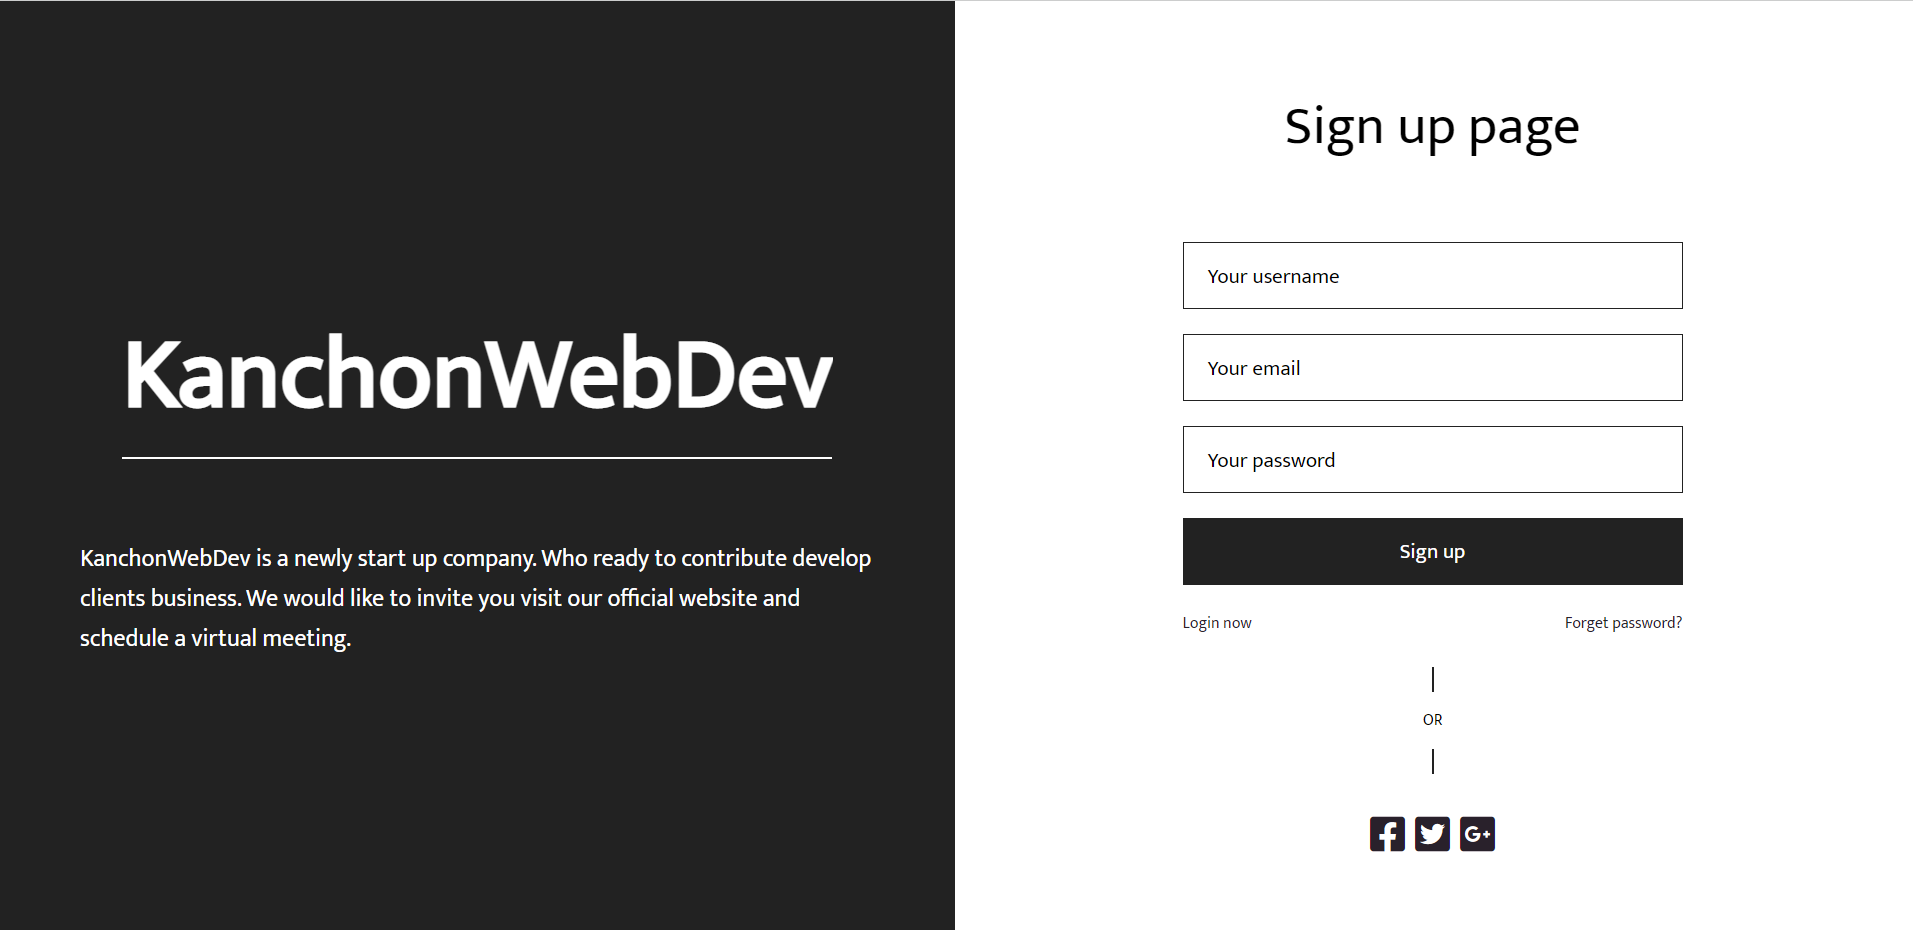 KanchonWebDev
KanchonWebDev is a newly start up company. Who ready to contribute develop
clients business. We would like to invite you visit our official website and
schedule a virtual meeting.
Sign up page
Your username
Your email
Your password
Sign up
Login now
Forget password?
OR
G+